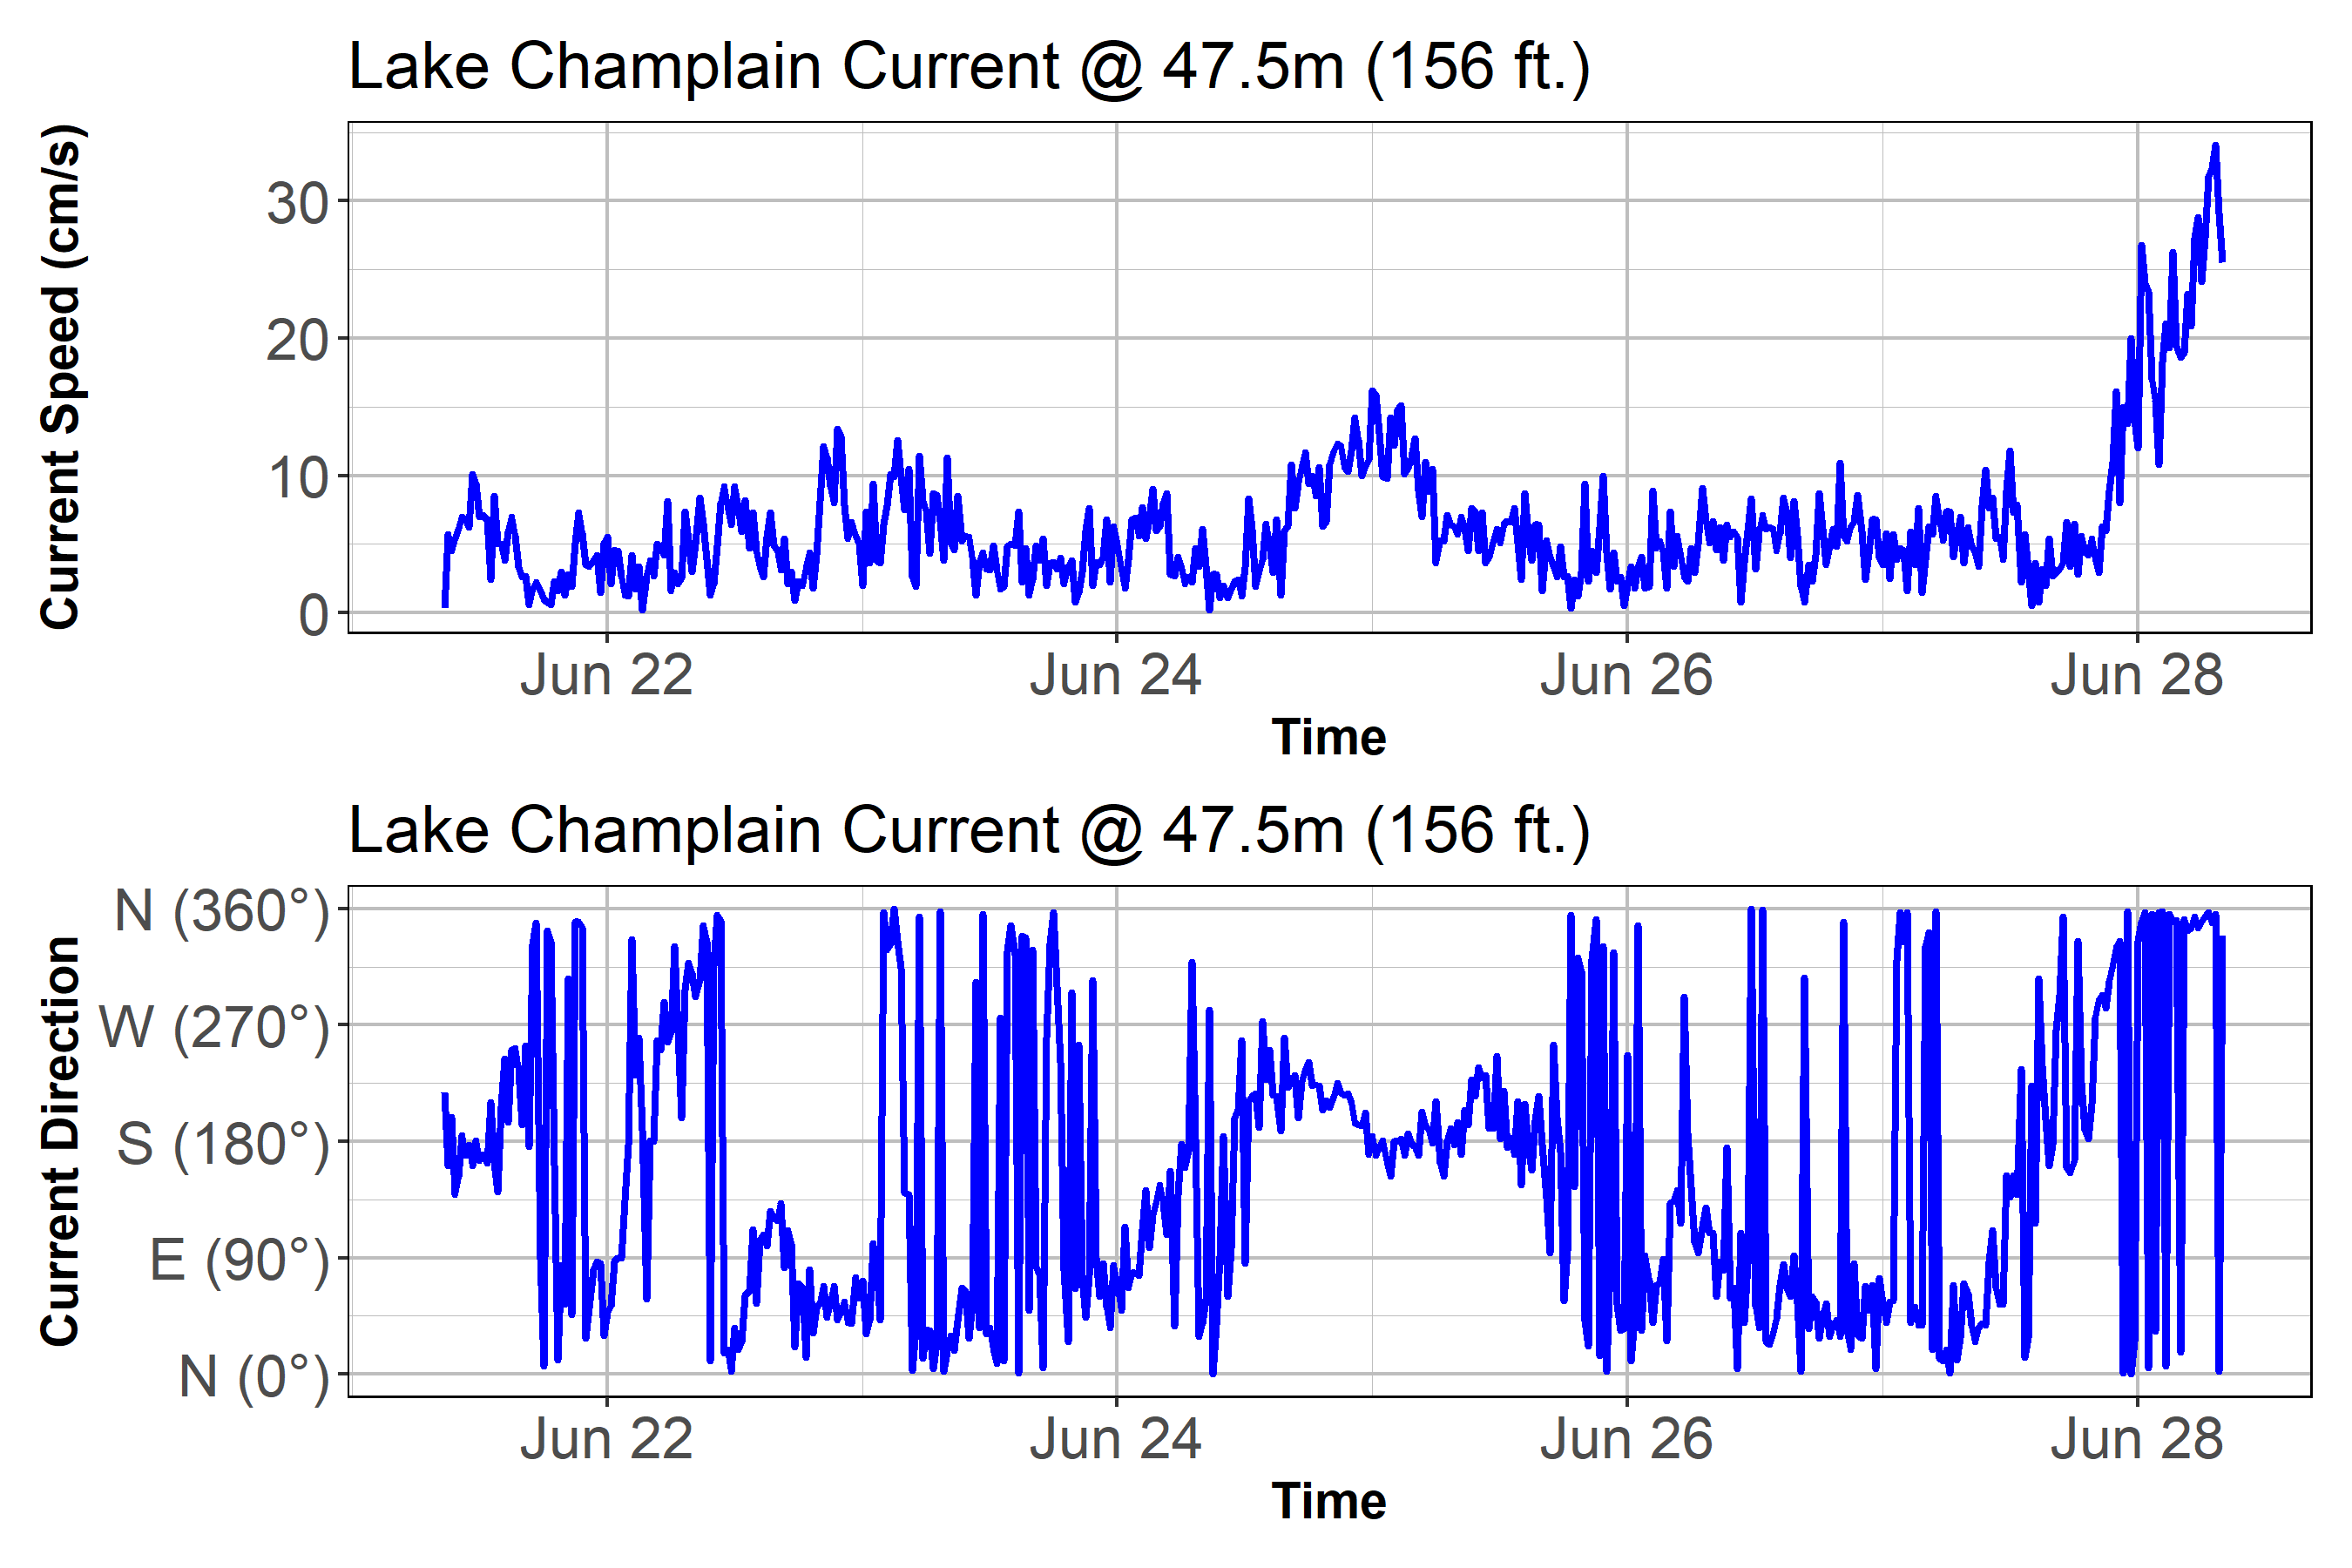 Lake Champlain Current @ 47.5m (156 ft.)
Current Speed (cm/s)
30
20
10
0
Jun 22 Jun 24 Jun 26 Jun 28
Time
Lake Champlain Current @ 47.5m (156 ft.)
Current Direction
N (360°)
W (270°)
S (180°)
E (90°)
N (0°)
Jun 22 Jun 24 Jun 26 Jun 28
Time